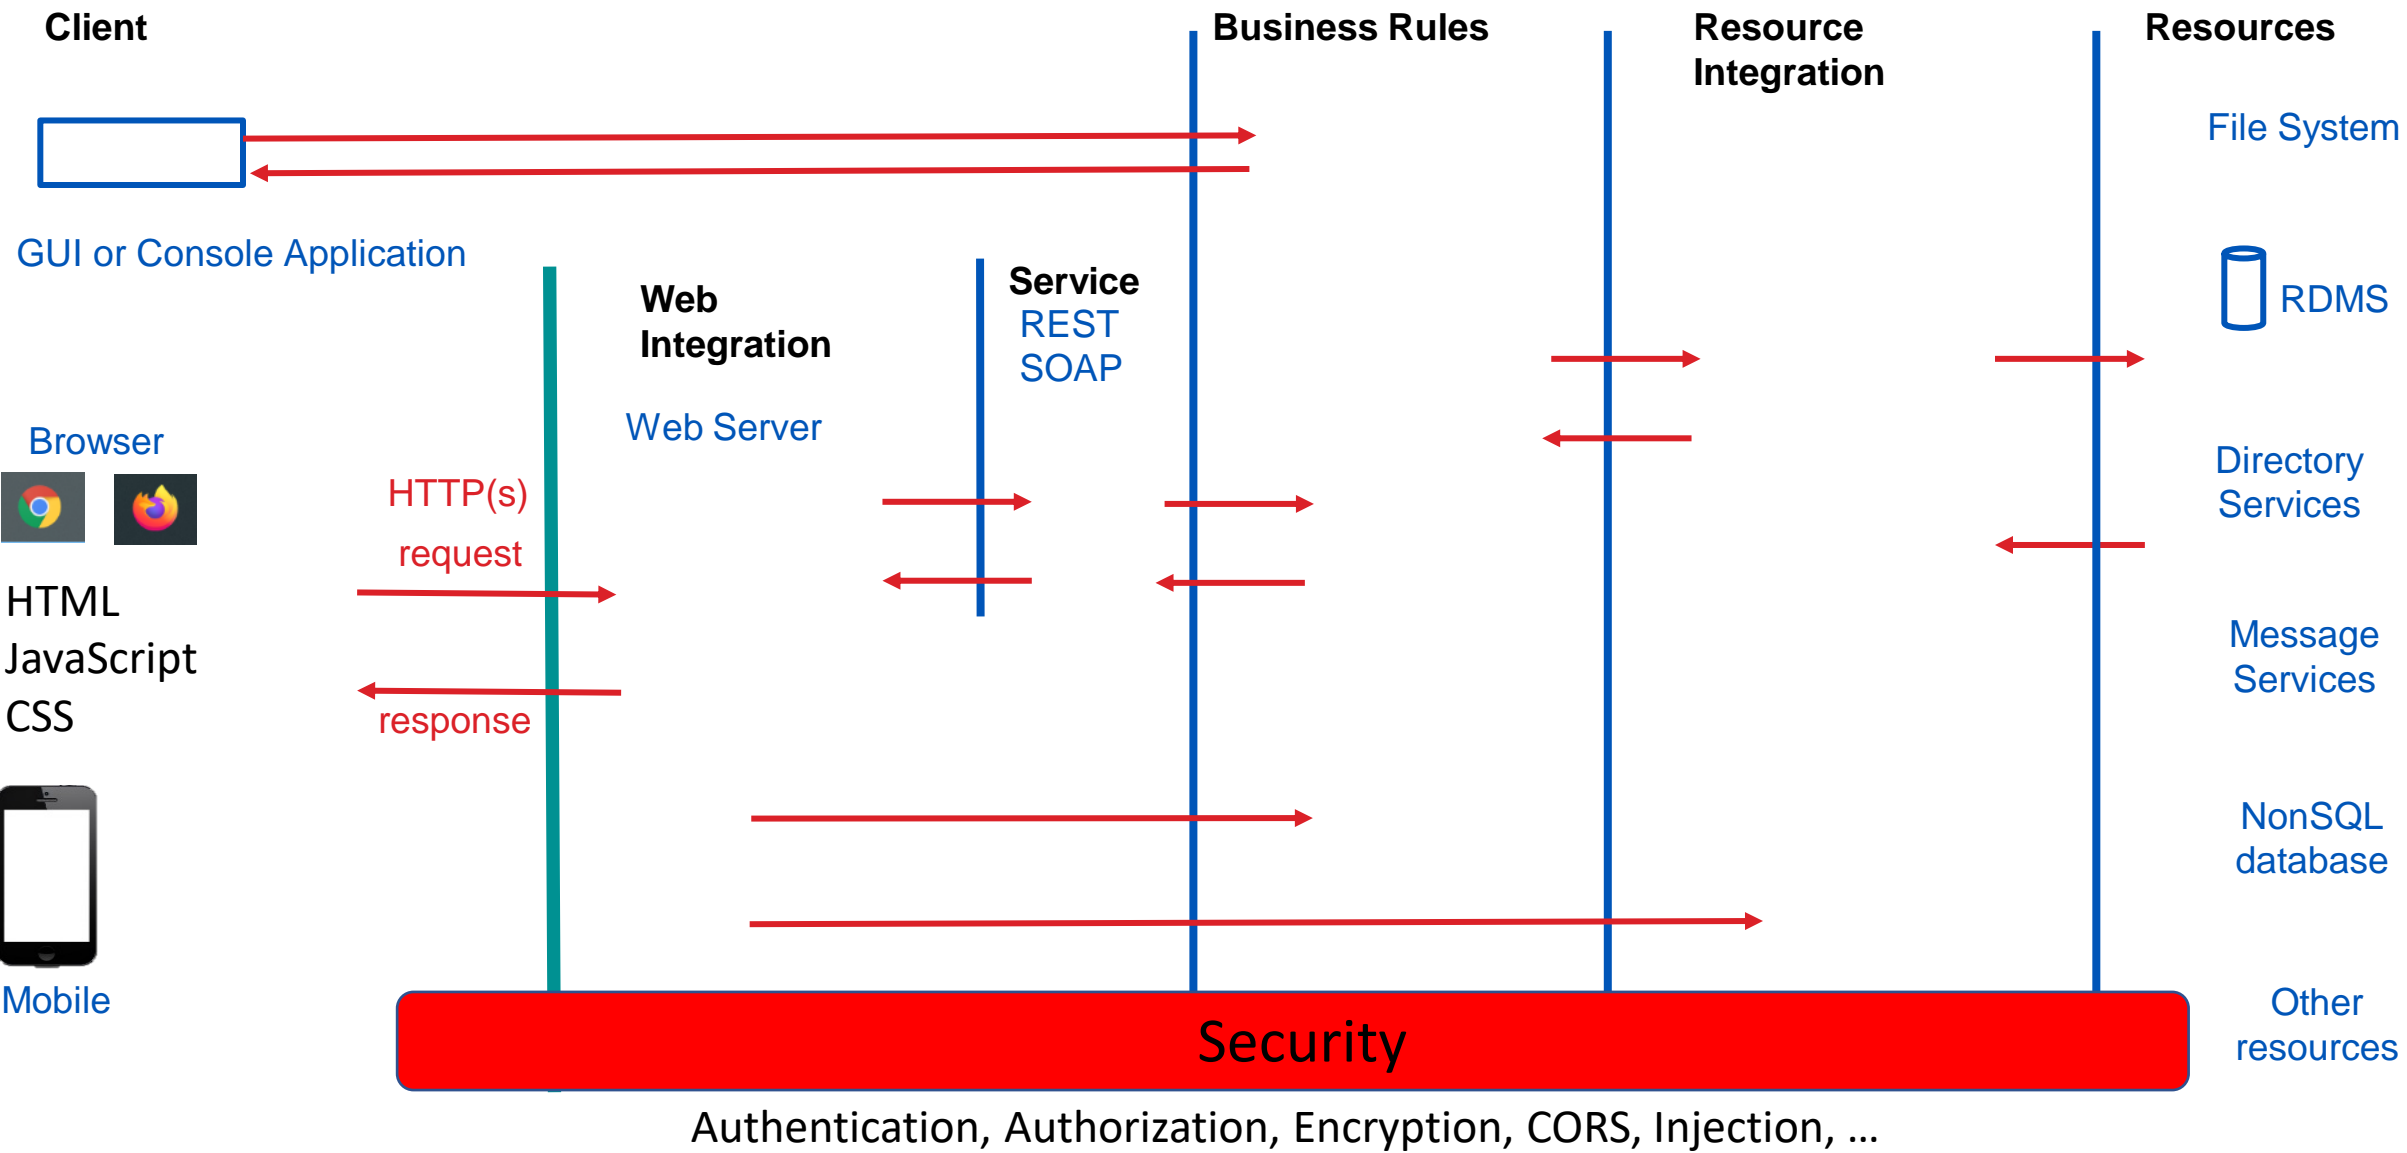 Client
Business Rules
Resource
Integration
Resources
File System
GUI or Console Application
Web
Integration
Web Server
Service
REST
SOAP
RDMS
Browser
HTTP(s)
request
response
HTML
JavaScript
CSS
Directory
Services
Message
Services
NonSQL
database
Mobile
Other
resources
Security
Authentication, Authorization, Encryption, CORS, Injection, …